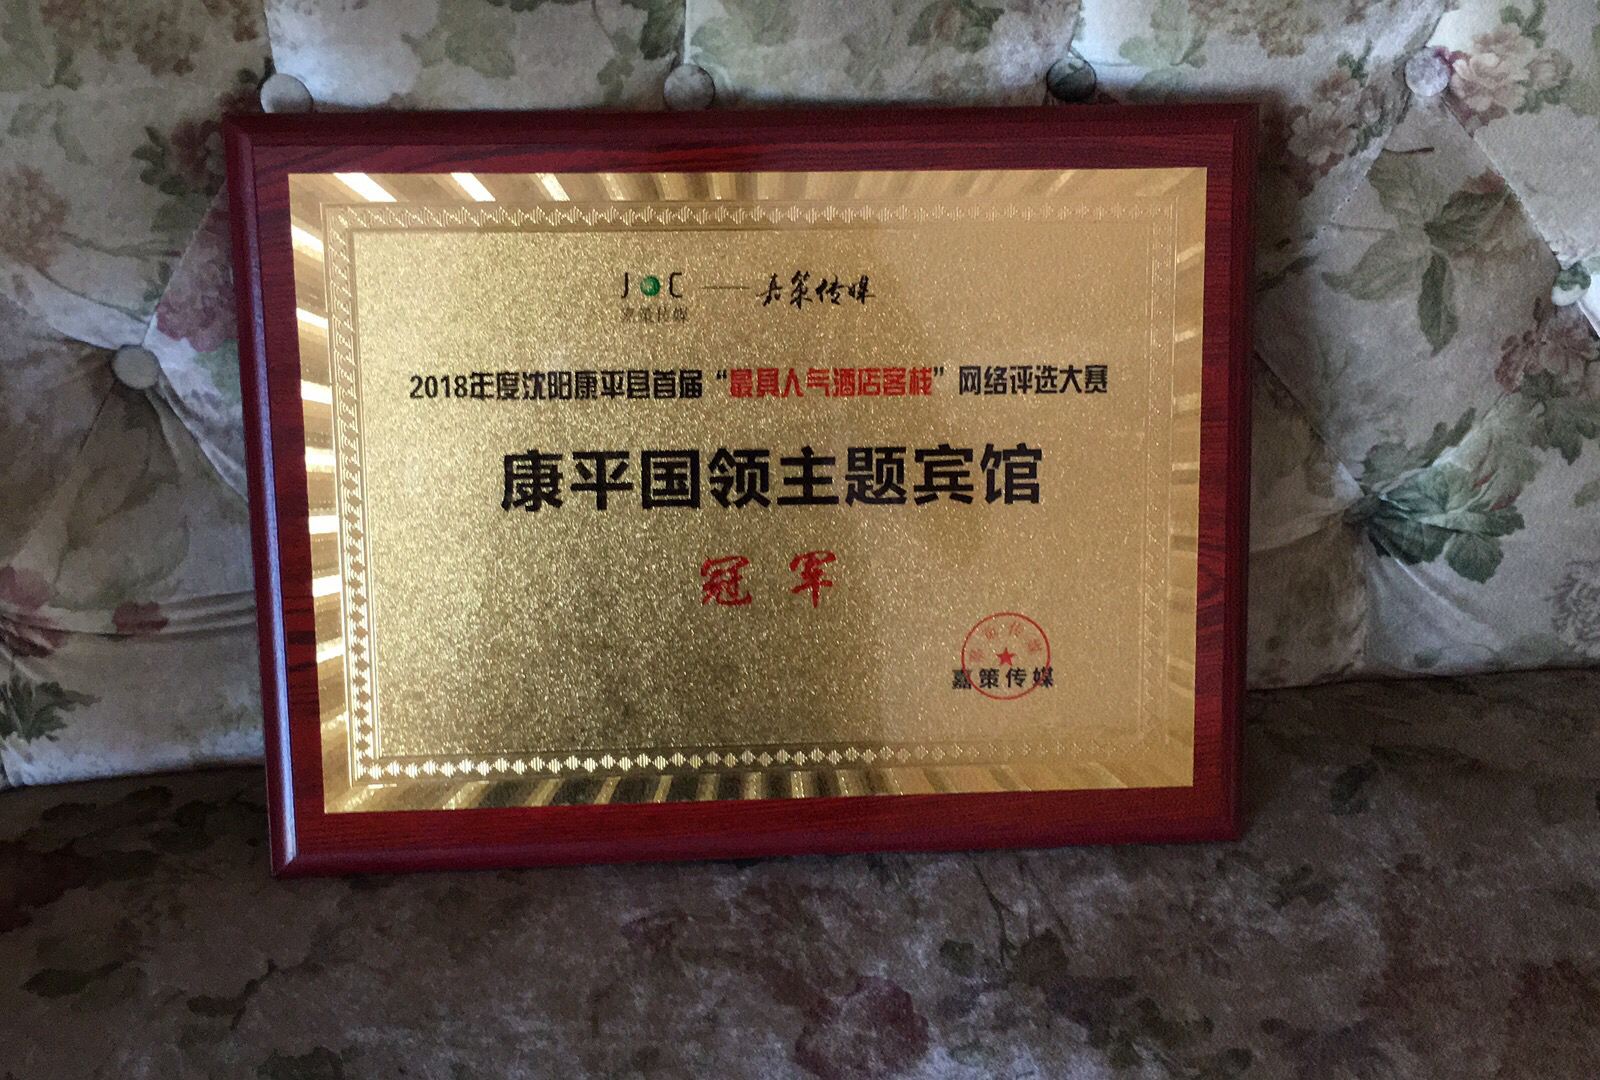 JC——嘉策传媒
嘉策传媒
2018年度沈阳康平县首届“最具人气酒店客栈”网络评选大赛
康平国领主题宾馆
冠军
嘉策传媒